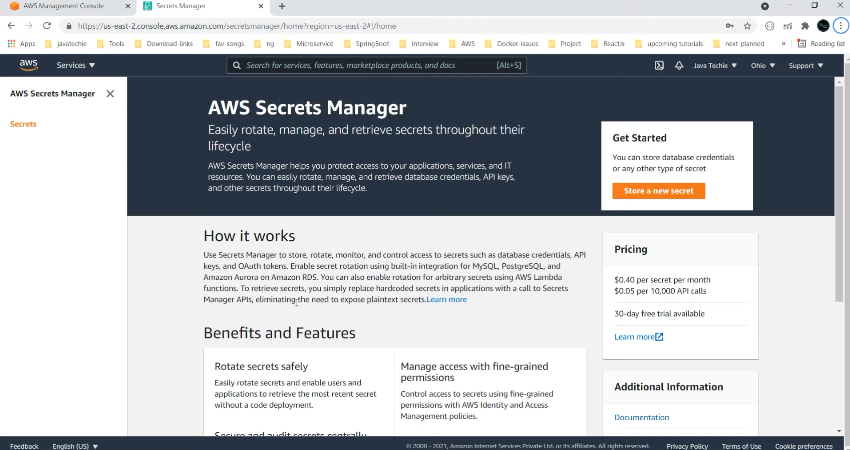 AWS Management Console
Secrets Manager
https://us-east-2.console.aws.amazon.com/secretsmanager/home?region=us-east-2#!/home
Apps
javatechie
Tools
Download-links
fav-songs
ng
Microservice
SpringBoot
Interview
AWS
Docker-issues
Project
ReactJs
upcoming tutorials
next-planned
»
Reading list
aws
Services ▼
Search for services, features, marketplace products, and docs
[Alt+S]
Java Techie ▼
Ohio ▼
Support ▼
AWS Secrets Manager
Secrets
AWS Secrets Manager
Easily rotate, manage, and retrieve secrets throughout their
lifecycle
AWS Secrets Manager helps you protect access to your applications, services, and IT
resources. You can easily rotate, manage, and retrieve database credentials, API keys,
and other secrets throughout their lifecycle.
Get Started
You can store database credentials
or any other type of secret
Store a new secret
How it works
Use Secrets Manager to store, rotate, monitor, and control access to secrets such as database credentials, API
keys, and OAuth tokens. Enable secret rotation using built-in integration for MySQL, PostgreSQL, and
Amazon Aurora on Amazon RDS. You can also enable rotation for arbitrary secrets using AWS Lambda
functions. To retrieve secrets, you simply replace hardcoded secrets in applications with a call to Secrets
Manager APIs, eliminating the need to expose plaintext secrets.Learn more
Pricing
$0.40 per secret per month
$0.05 per 10,000 API calls
30-day free trial available
Learn more
Benefits and Features
Rotate secrets safely
Easily rotate secrets and enable users and
applications to retrieve the most recent secret
without a code deployment.
Manage access with fine-grained
permissions
Control access to secrets using fine-grained
permissions with AWS Identity and Access
Management policies.
Secure and audit secrets centrally
Additional Information
Documentation
Feedback
English (US) ▼
© 2008 - 2021, Amazon Internet Services Private Ltd. or its affiliates. All rights reserved.
Privacy Policy
Terms of Use
Cookie preferences